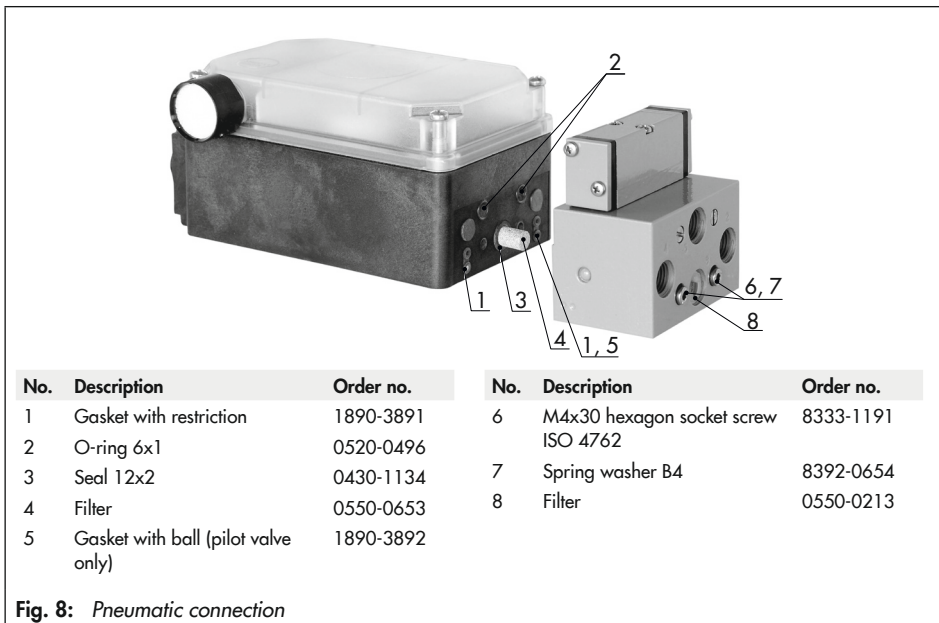 2
1
3
4
1, 5
6, 7
8
No. Description Order no.
1 Gasket with restriction 1890-3891
2 O-ring 6x1 0520-0496
3 Seal 12x2 0430-1134
4 Filter 0550-0653
5 Gasket with ball (pilot valve
only) 1890-3892
No. Description Order no.
6 M4x30 hexagon socket screw 8333-1191
ISO 4762
7 Spring washer B4 8392-0654
8 Filter 0550-0213
Fig. 8: Pneumatic connection